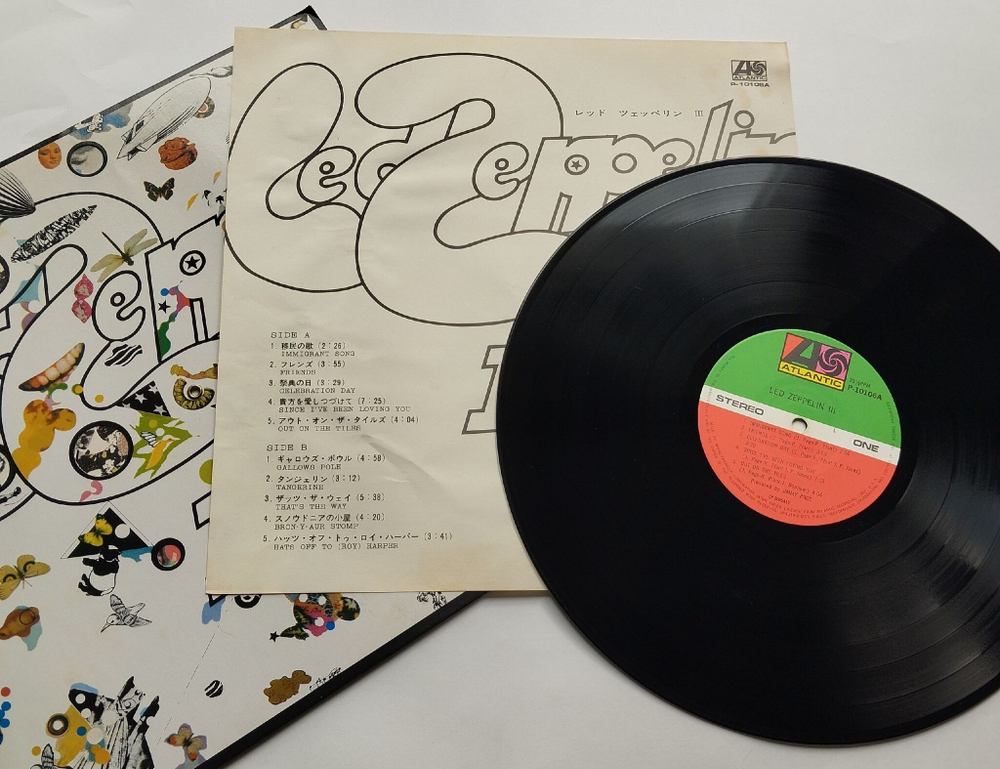 Led Zeppelin
ATLANTIC
P-10106A
レッド ツェッペリン III
SIDE A
1. 移民の歌 (2:26)
IMMIGRANT SONG
2. フレンズ (3:55)
FRIENDS
3. 祭典の日 (3:29)
CELEBRATION DAY
4. 貴方を愛しつづけて (7:25)
SINCE I'VE BEEN LOVING YOU
5. アウト・オン・ザ・タイルズ (4:04)
OUT ON THE TILES
SIDE B
1. ギャロウズ・ポウル (4:58)
GALLOWS POLE
2. タンジェリン (3:12)
TANGERINE
3. ザッツ・ザ・ウェイ (5:38)
THAT'S THE WAY
4. スノウドニアの小屋 (4:20)
BRON-Y-AUR STOMP
5. ハッツ・オフ・トゥ・ロイ・ハーパー (3:41)
HATS OFF TO (ROY) HARPER
ATLANTIC
P-10106A
LED ZEPPELIN III
STEREO
ONE
Produced by JIMMY PAGE